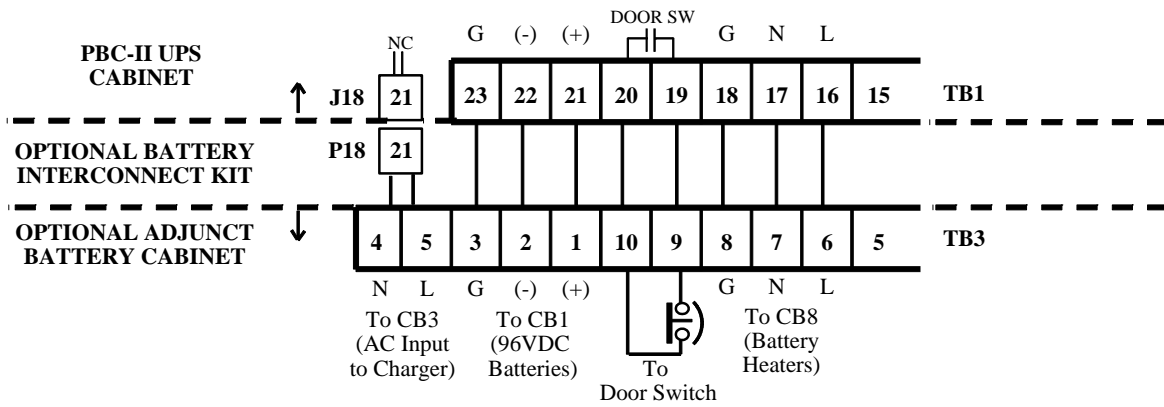 DOOR SW
G (-) (+) G N L
PBC-II UPS
CABINET
NC
J18 21 23 22 21 20 19 18 17 16 15 TB1
OPTIONAL BATTERY
INTERCONNECT KIT
P18 21
OPTIONAL ADJUNCT
BATTERY CABINET
4 5 3 2 1 10 9 8 7 6 5 TB3
N L G (-) (+) G N L
To CB3
(AC Input
to Charger)
To CB1
(96VDC
Batteries)
To
Door Switch
To CB8
(Battery
Heaters)